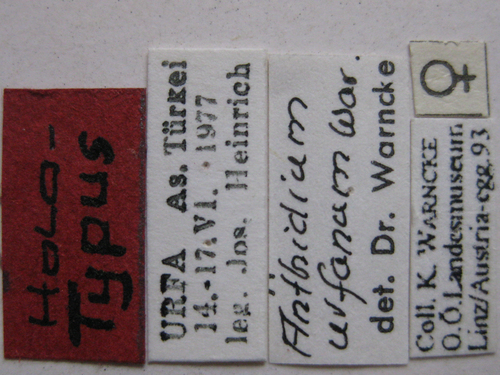 HOLO-
Typus
URFA As. Türkei
14.-17.VI. 1977
leg. Jos. Heinrich
Anthidium
urfanum War.
det. Dr. Warncke
♀
Coll. K. WARNCKE
O.Ö.Landesmuseum
Linz/Austria-egg.93